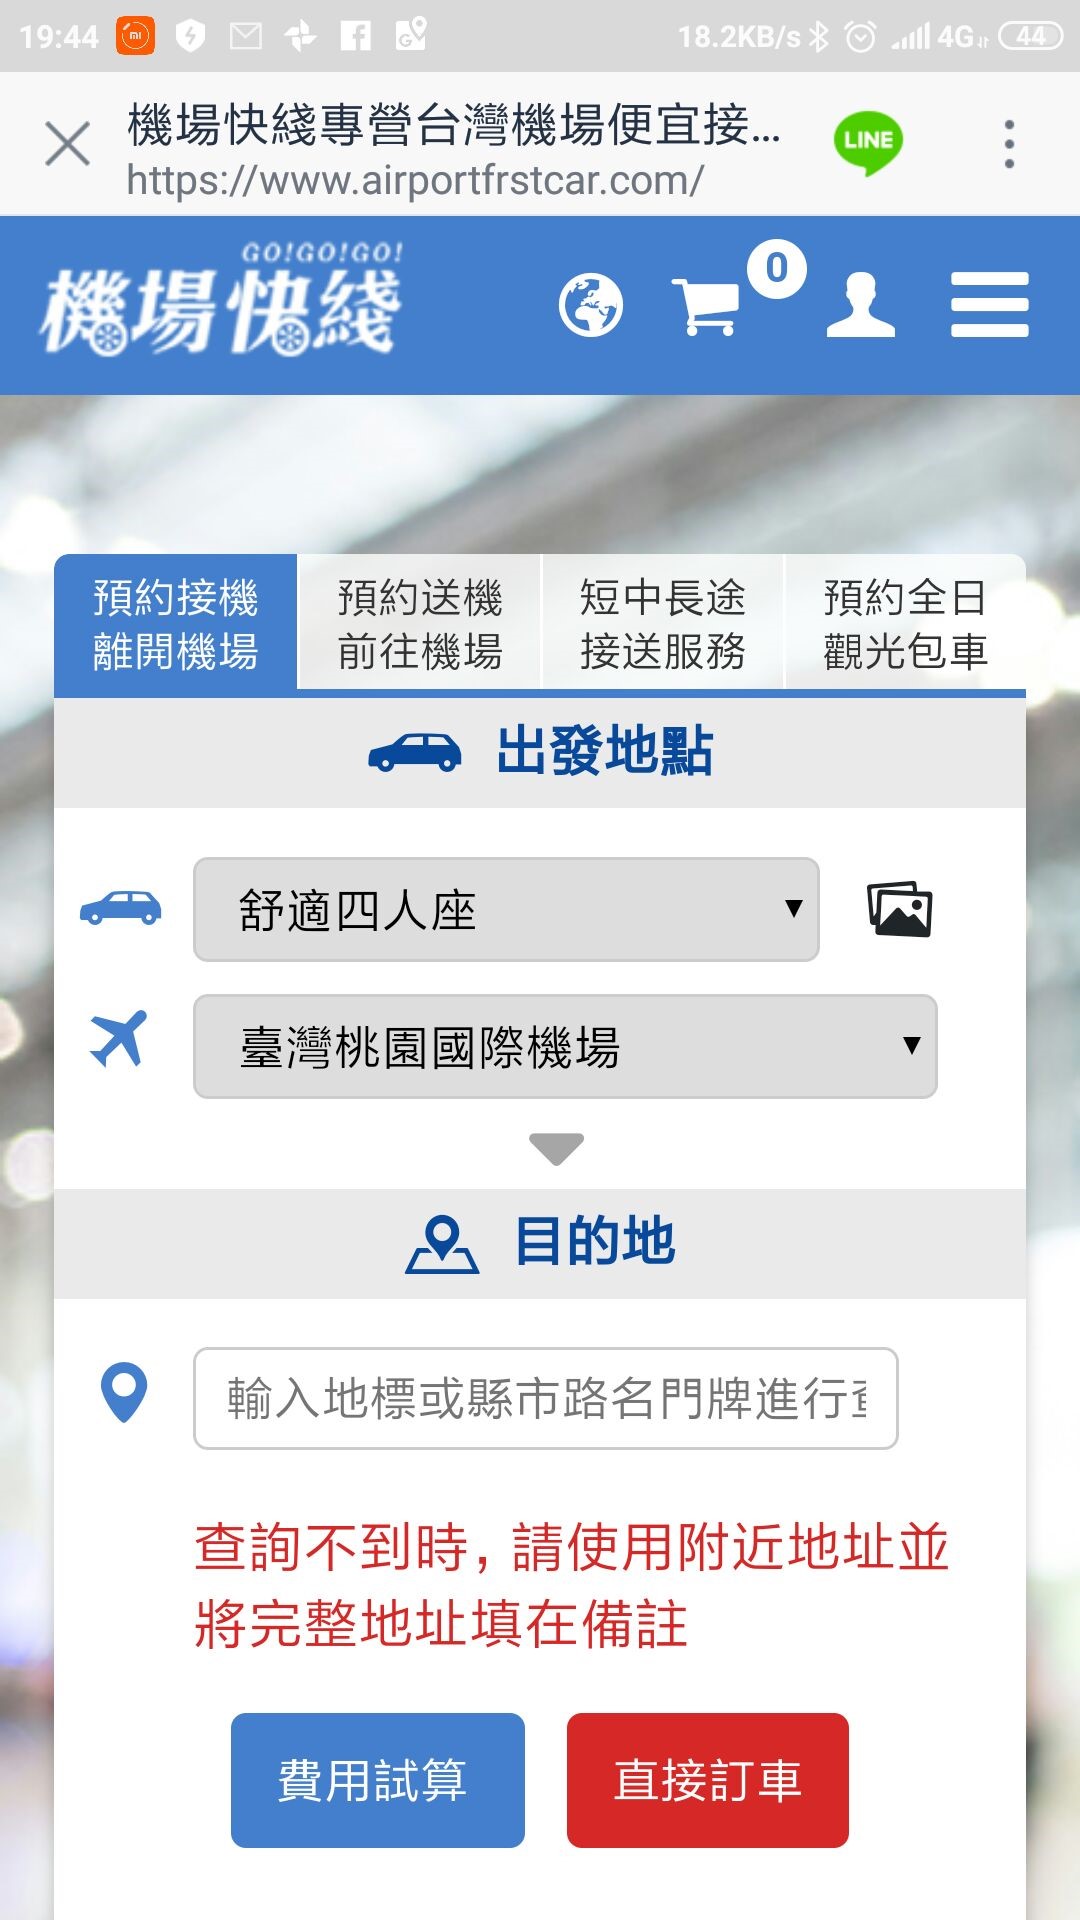 19:44
18.2KB/s 4G 44
機場快綫專營台灣機場便宜接...
https://www.airportfrstcar.com/
LINE
GO!GO!GO!
機場快綫
0
預約接機 離開機場
預約送機 前往機場
短中長途 接送服務
預約全日 觀光包車
出發地點
舒適四人座
臺灣桃園國際機場
目的地
輸入地標或縣市路名門牌進行
查詢不到時，請使用附近地址並
將完整地址填在備註
費用試算
直接訂車